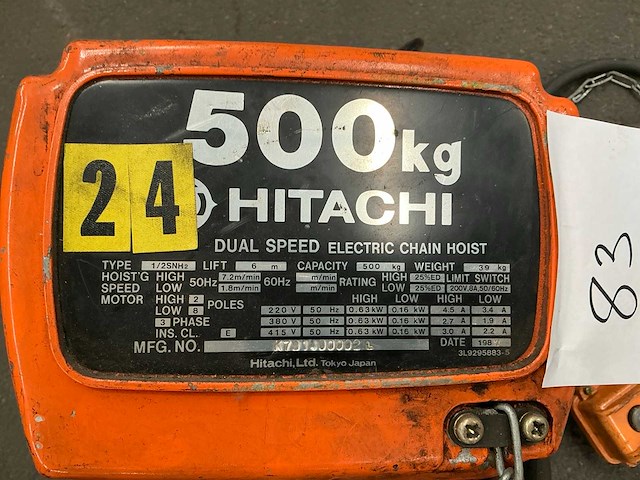 500kg
24
HITACHI
DUAL SPEED ELECTRIC CHAIN HOIST
TYPE 1/2SNH2 LIFT 6 m CAPACITY 500 kg WEIGHT 39 kg
HOIST'G SPEED HIGH 50Hz 7.2m/min 60Hz m/min RATING HIGH 25%ED LIMIT SWITCH
LOW 1.8m/min m/min LOW 25%ED 200V.8A,50/60Hz
MOTOR HIGH 2 POLES HIGH LOW HIGH LOW
LOW 8 220 V 50 Hz 0.63 kW 0.16 kW 4.5 A 3.4 A
3 PHASE 380 V 50 Hz 0.63 kW 0.16 kW 2.7 A 1.9 A
INS. CL. E 415 V 50 Hz 0.63 kW 0.16 kW 3.0 A 2.2 A
MFG. NO. DATE
3L9295883-5
Hitachi, Ltd. Tokyo Japan
83